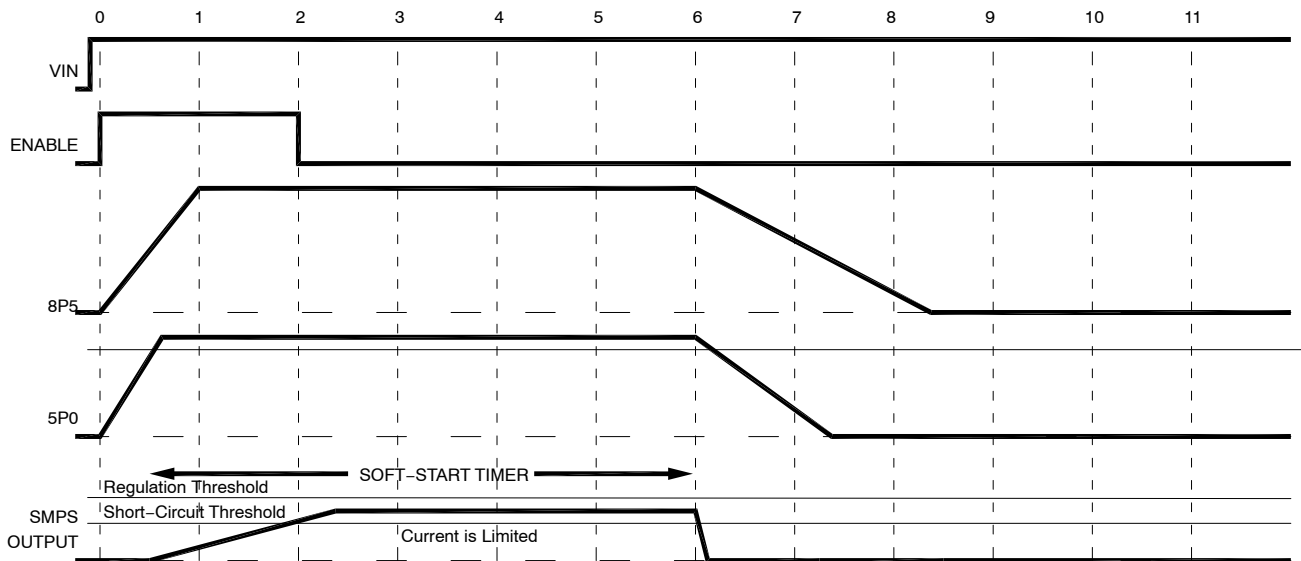 0 1 2 3 4 5 6 7 8 9 10 11
VIN
ENABLE
8P5
5P0
SOFT−START TIMER
Regulation Threshold
Short−Circuit Threshold
SMPS
OUTPUT
Current is Limited